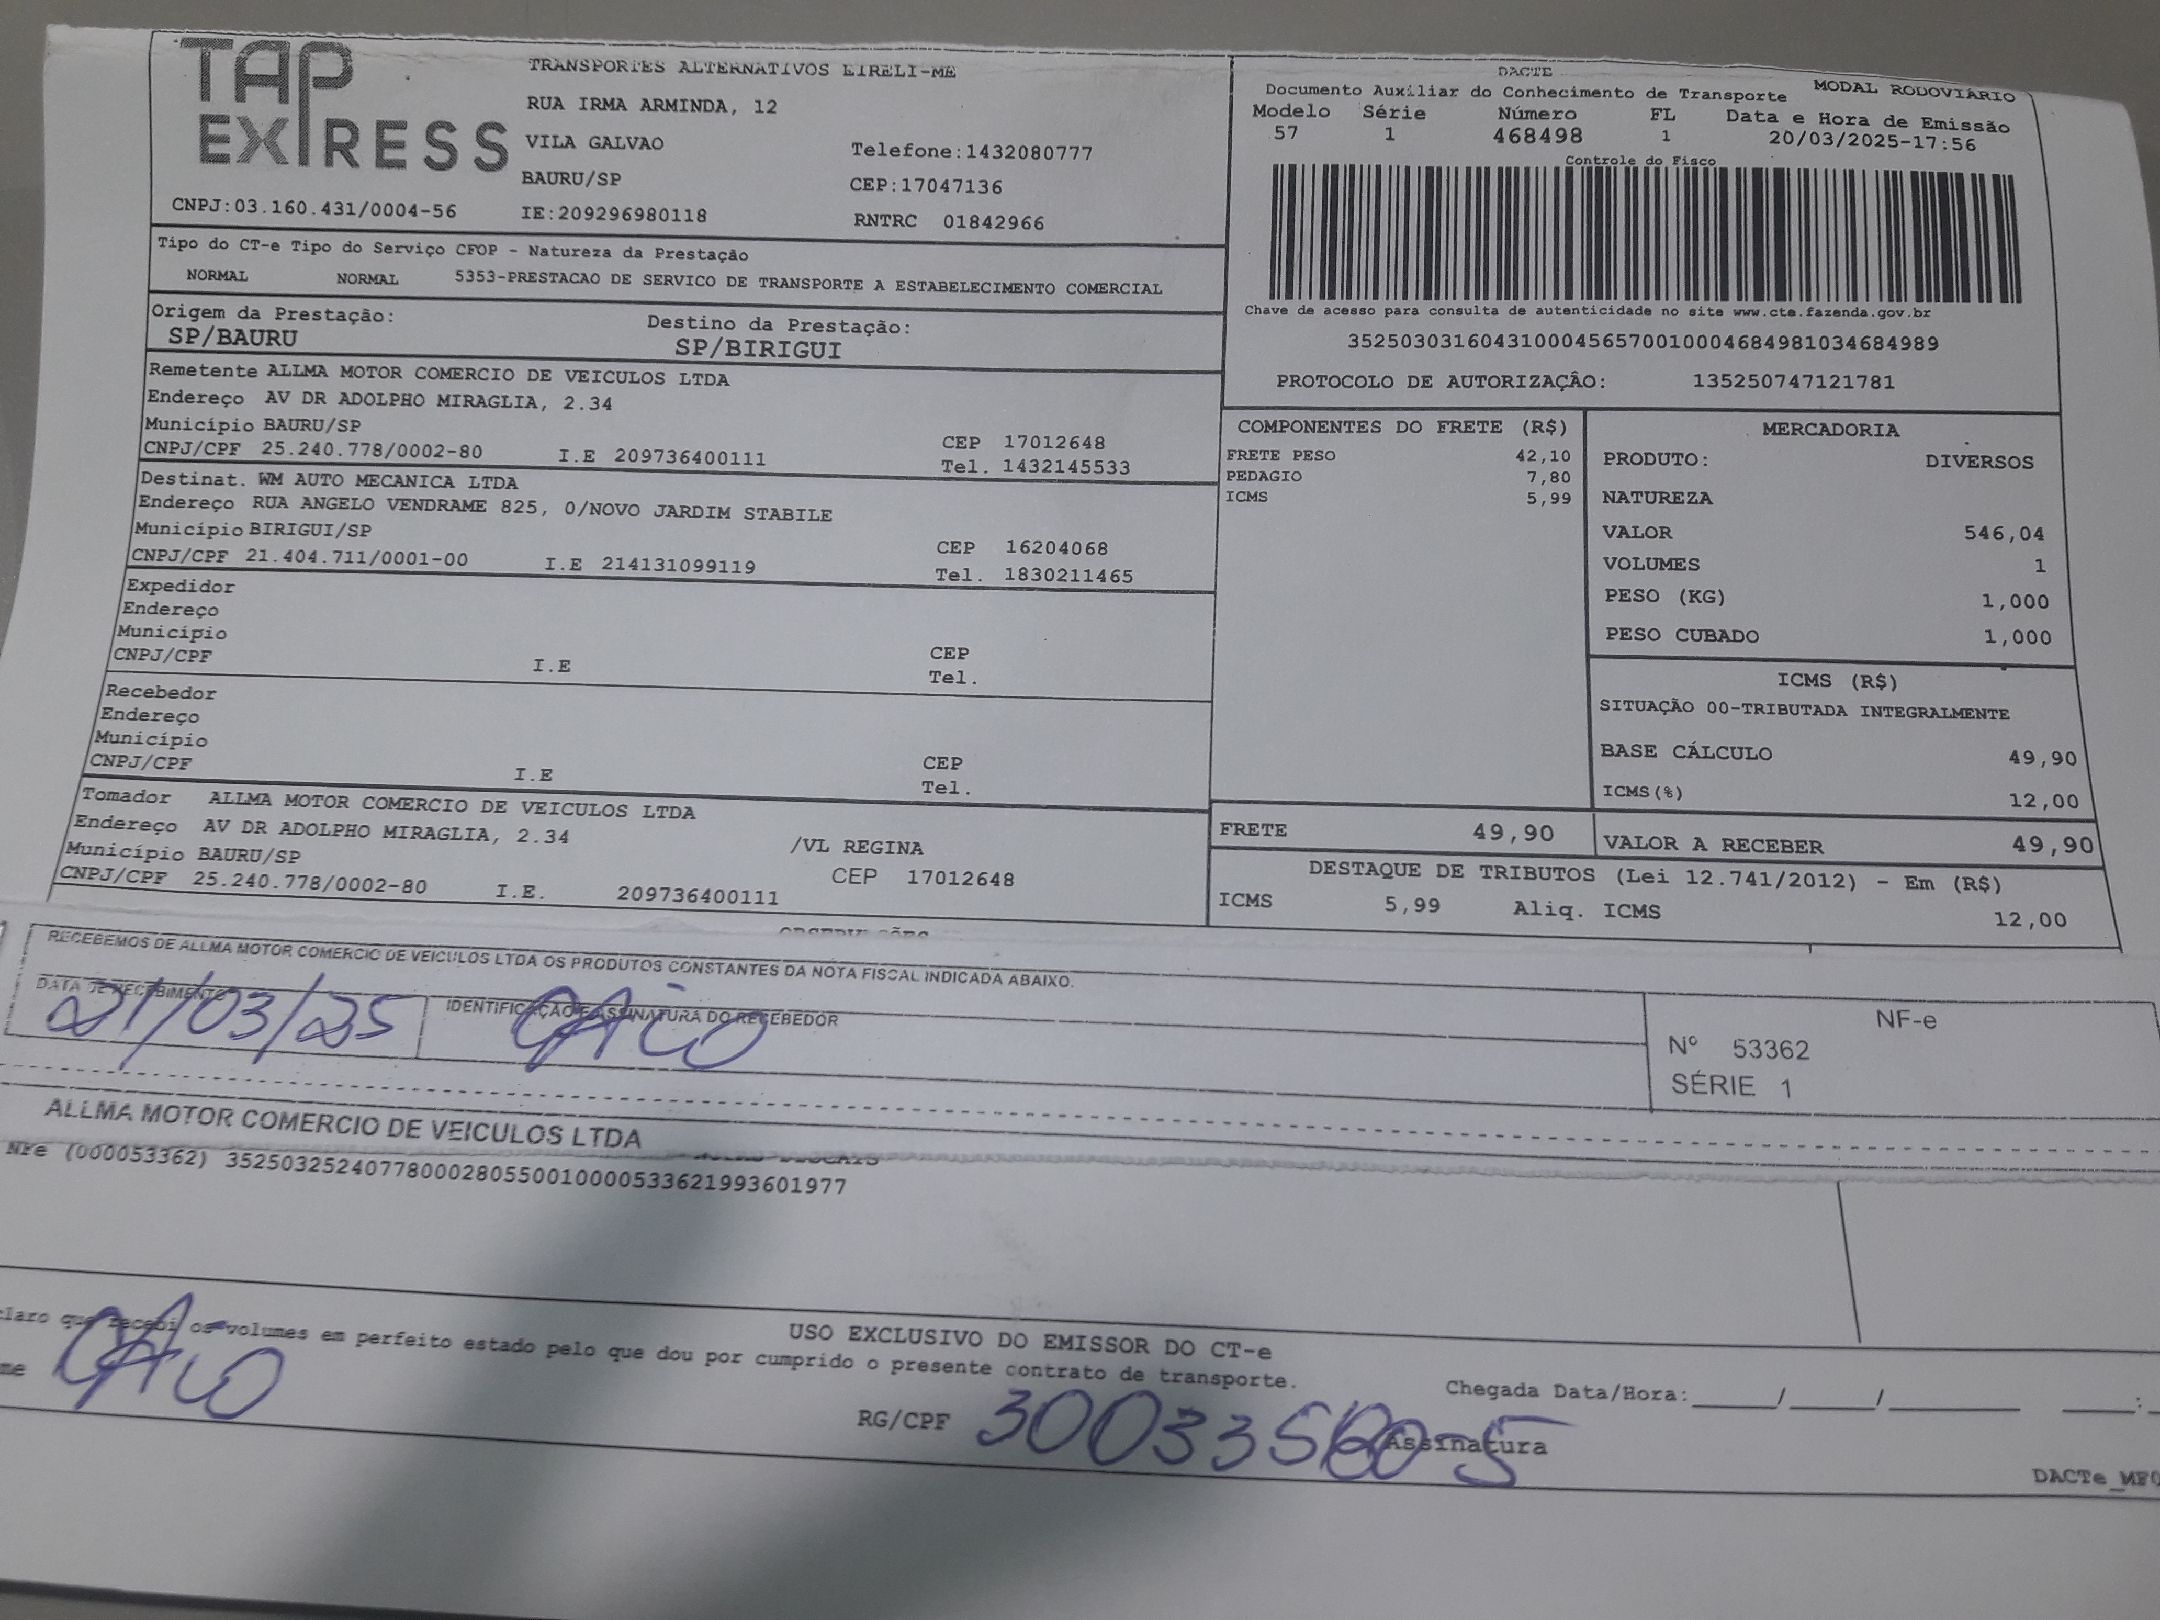 TAP EXPRESS
TRANSPORTES ALTERNATIVOS EIRELI-ME
RUA IRMA ARMINDA, 12
VILA GALVAO
Telefone:1432080777
BAURU/SP
CEP:17047136
CNPJ:03.160.431/0004-56
IE:209296980118
RNTRC 01842966
DACTE
Documento Auxiliar do Conhecimento de Transporte MODAL RODOVIÁRIO
Modelo Série Número FL Data e Hora de Emissão
57 1 468498 1 20/03/2025-17:56
Controle do Fisco
Chave de acesso para consulta de autenticidade no site www.cte.fazenda.gov.br
35250303160431000456570010004684981034684989
PROTOCOLO DE AUTORIZAÇÃO: 135250747121781
Tipo do CT-e Tipo do Serviço CFOP - Natureza da Prestação
NORMAL NORMAL 5353-PRESTACAO DE SERVICO DE TRANSPORTE A ESTABELECIMENTO COMERCIAL
Origem da Prestação: Destino da Prestação:
SP/BAURU SP/BIRIGUI
Remetente ALLMA MOTOR COMERCIO DE VEICULOS LTDA
Endereço AV DR ADOLPHO MIRAGLIA, 2.34
Município BAURU/SP CEP 17012648
CNPJ/CPF 25.240.778/0002-80 I.E 209736400111 Tel. 1432145533
Destinat. WM AUTO MECANICA LTDA
Endereço RUA ANGELO VENDRAME 825, 0/NOVO JARDIM STABILE
Município BIRIGUI/SP CEP 16204068
CNPJ/CPF 21.404.711/0001-00 I.E 214131099119 Tel. 1830211465
Expedidor
Endereço
Município CEP
CNPJ/CPF I.E Tel.
Recebedor
Endereço
Município CEP
CNPJ/CPF I.E Tel.
Tomador ALLMA MOTOR COMERCIO DE VEICULOS LTDA
Endereço AV DR ADOLPHO MIRAGLIA, 2.34 /VL REGINA
Município BAURU/SP CEP 17012648
CNPJ/CPF 25.240.778/0002-80 I.E. 209736400111
COMPONENTES DO FRETE (R$)
FRETE PESO 42,10
PEDAGIO 7,80
ICMS 5,99
MERCADORIA
PRODUTO: DIVERSOS
NATUREZA
VALOR 546,04
VOLUMES 1
PESO (KG) 1,000
PESO CUBADO 1,000
ICMS (R$)
SITUAÇÃO 00-TRIBUTADA INTEGRALMENTE
BASE CÁLCULO 49,90
ICMS(%) 12,00
FRETE 49,90 VALOR A RECEBER 49,90
DESTAQUE DE TRIBUTOS (Lei 12.741/2012) - Em (R$)
ICMS 5,99 Aliq. ICMS 12,00
RECEBEMOS DE ALLMA MOTOR COMERCIO DE VEICULOS LTDA OS PRODUTOS CONSTANTES DA NOTA FISCAL INDICADA ABAIXO.
DATA DE RECEBIMENTO IDENTIFICAÇÃO E ASSINATURA DO RECEBEDOR
21/03/25 CAiO
NF-e
Nº 53362
SÉRIE 1
ALLMA MOTOR COMERCIO DE VEICULOS LTDA
NFe (000053362) 35250325240778000280550010000533621993601977
USO EXCLUSIVO DO EMISSOR DO CT-e
claro que recebi os volumes em perfeito estado pelo que dou por cumprido o presente contrato de transporte.
Chegada Data/Hora:____/____/______ ____:
me CAiO RG/CPF Assinatura
DACTe_MF0